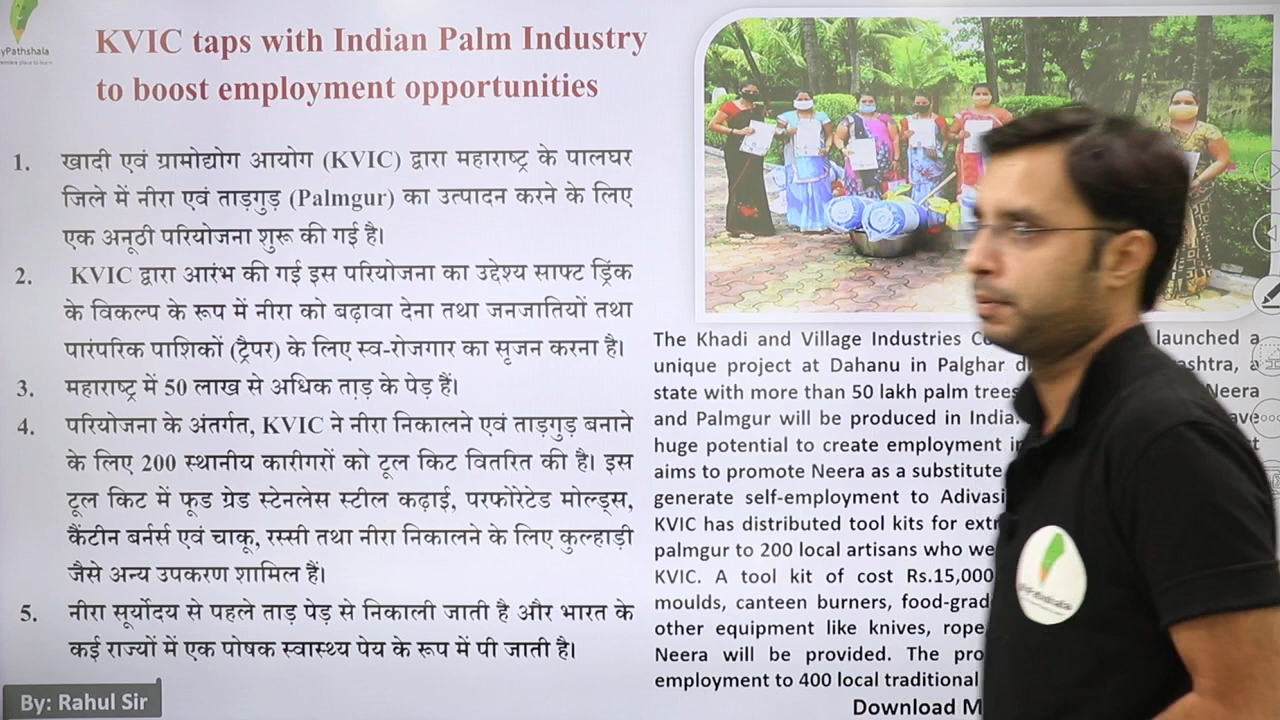 KVIC taps with Indian Palm Industry
to boost employment opportunities
1. खादी एवं ग्रामोद्योग आयोग (KVIC) द्वारा महाराष्ट्र के पालघर
जिले में नीरा एवं ताड़गुड़ (Palmgur) का उत्पादन करने के लिए
एक अनूठी परियोजना शुरू की गई है।
2. KVIC द्वारा आरंभ की गई इस परियोजना का उद्देश्य साफ्ट ड्रिंक
के विकल्प के रूप में नीरा को बढ़ावा देना तथा जनजातियों तथा
पारंपरिक पाशिकों (ट्रैपर) के लिए स्व-रोजगार का सृजन करना है।
3. महाराष्ट्र में 50 लाख से अधिक ताड़ के पेड़ हैं।
4. परियोजना के अंतर्गत, KVIC ने नीरा निकालने एवं ताड़गुड़ बनाने
के लिए 200 स्थानीय कारीगरों को टूल किट वितरित की है। इस
टूल किट में फूड ग्रेड स्टेनलेस स्टील कढ़ाई, परफोरेटेड मोल्ड्स,
कैंटीन बर्नर्स एवं चाकू, रस्सी तथा नीरा निकालने के लिए कुल्हाड़ी
जैसे अन्य उपकरण शामिल हैं।
5. नीरा सूर्योदय से पहले ताड़ पेड़ से निकाली जाती है और भारत के
कई राज्यों में एक पोषक स्वास्थ्य पेय के रूप में पी जाती है।
The Khadi and Village Industries launched a
unique project at Dahanu in Palghar
state with more than 50 lakh palm trees Neera
and Palmgur will be produced in India.
huge potential to create employment
aims to promote Neera as a substitute
generate self-employment to
KVIC has distributed tool kits for
palmgur to 200 local artisans who
KVIC. A tool kit of cost Rs.15,000
moulds, canteen burners,
other equipment like knives,
Neera will be provided. The
employment to 400 local traditional
Download
By: Rahul Sir